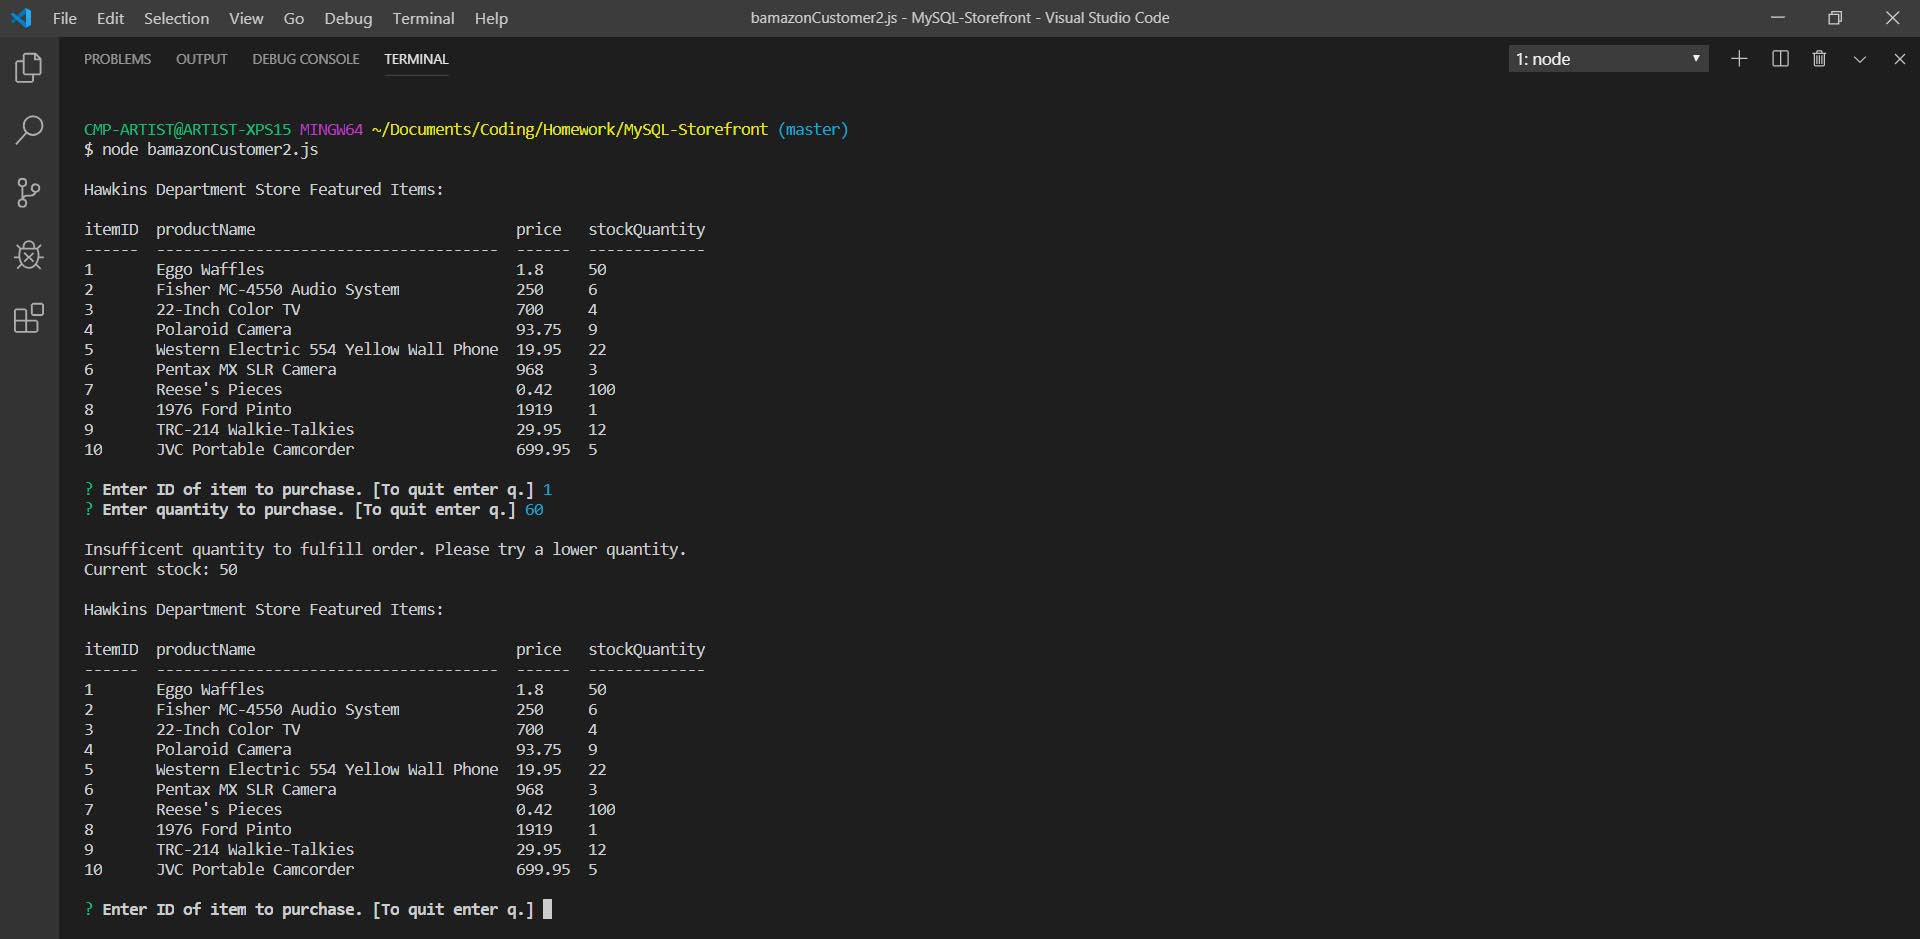 File Edit Selection View Go Debug Terminal Help bamazonCustomer2.js - MySQL-Storefront - Visual Studio Code
PROBLEMS OUTPUT DEBUG CONSOLE TERMINAL 1: node
CMP-ARTIST@ARTIST-XPS15 MINGW64 ~/Documents/Coding/Homework/MySQL-Storefront (master)
$ node bamazonCustomer2.js
Hawkins Department Store Featured Items:
itemID productName price stockQuantity
------ -------------------------------------- ------ -------------
1 Eggo Waffles 1.8 50
2 Fisher MC-4550 Audio System 250 6
3 22-Inch Color TV 700 4
4 Polaroid Camera 93.75 9
5 Western Electric 554 Yellow Wall Phone 19.95 22
6 Pentax MX SLR Camera 968 3
7 Reese's Pieces 0.42 100
8 1976 Ford Pinto 1919 1
9 TRC-214 Walkie-Talkies 29.95 12
10 JVC Portable Camcorder 699.95 5
? Enter ID of item to purchase. [To quit enter q.] 1
? Enter quantity to purchase. [To quit enter q.] 60
Insufficent quantity to fulfill order. Please try a lower quantity.
Current stock: 50
Hawkins Department Store Featured Items:
itemID productName price stockQuantity
------ -------------------------------------- ------ -------------
1 Eggo Waffles 1.8 50
2 Fisher MC-4550 Audio System 250 6
3 22-Inch Color TV 700 4
4 Polaroid Camera 93.75 9
5 Western Electric 554 Yellow Wall Phone 19.95 22
6 Pentax MX SLR Camera 968 3
7 Reese's Pieces 0.42 100
8 1976 Ford Pinto 1919 1
9 TRC-214 Walkie-Talkies 29.95 12
10 JVC Portable Camcorder 699.95 5
? Enter ID of item to purchase. [To quit enter q.]